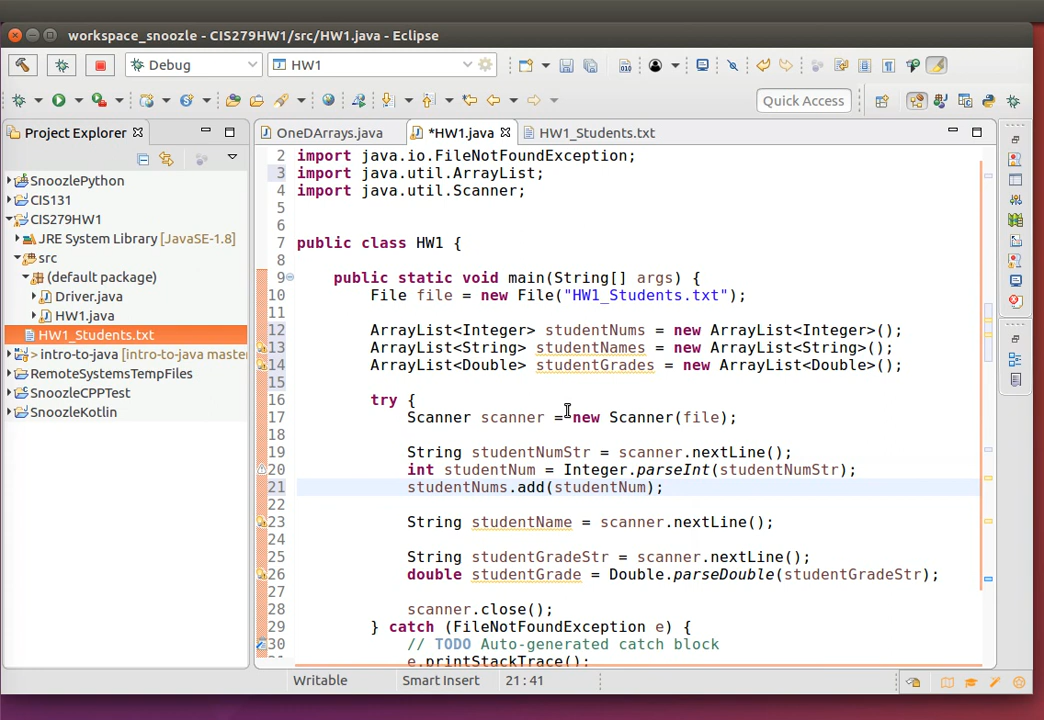 workspace_snoozle - CIS279HW1/src/HW1.java - Eclipse
Debug
HW1
Quick Access
Project Explorer
SnoozlePython
CIS131
CIS279HW1
JRE System Library [JavaSE-1.8]
src
(default package)
Driver.java
HW1.java
HW1_Students.txt
> intro-to-java [intro-to-java master
RemoteSystemsTempFiles
SnoozleCPPTest
SnoozleKotlin
OneDArrays.java
*HW1.java
HW1_Students.txt
2 import java.io.FileNotFoundException;
3 import java.util.ArrayList;
4 import java.util.Scanner;
5
6
7 public class HW1 {
8
9 public static void main(String[] args) {
10 File file = new File("HW1_Students.txt");
11
12 ArrayList<Integer> studentNums = new ArrayList<Integer>();
13 ArrayList<String> studentNames = new ArrayList<String>();
14 ArrayList<Double> studentGrades = new ArrayList<Double>();
15
16 try {
17 Scanner scanner = new Scanner(file);
18
19 String studentNumStr = scanner.nextLine();
20 int studentNum = Integer.parseInt(studentNumStr);
21 studentNums.add(studentNum);
22
23 String studentName = scanner.nextLine();
24
25 String studentGradeStr = scanner.nextLine();
26 double studentGrade = Double.parseDouble(studentGradeStr);
27
28 scanner.close();
29 } catch (FileNotFoundException e) {
30 // TODO Auto-generated catch block
e.printStackTrace();
Writable
Smart Insert
21 : 41